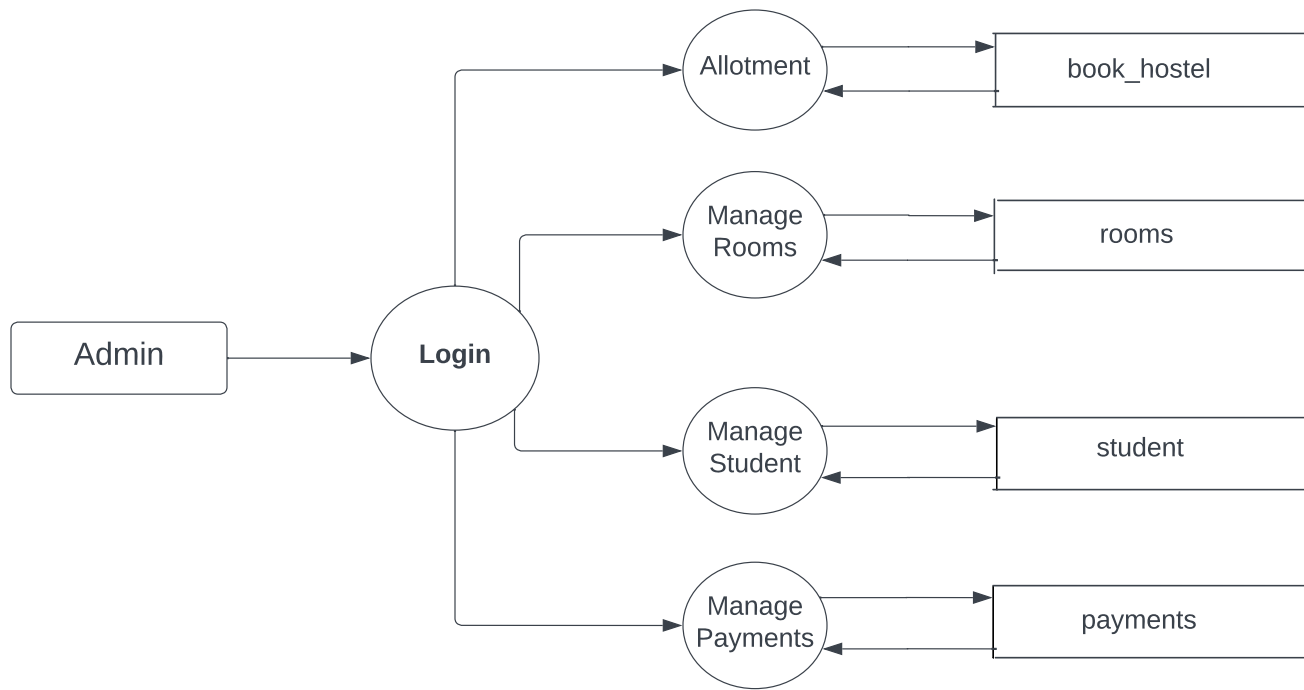 Allotment
book_hostel
Manage
Rooms
rooms
Admin
Login
Manage
Student
student
Manage
Payments
payments